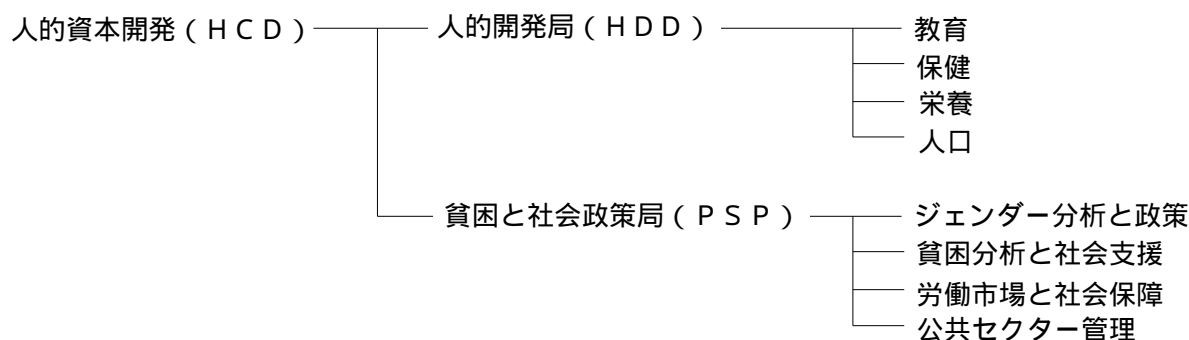 人的資本開発（ＨＣＤ）
人的開発局（ＨＤＤ）
教育
保健
栄養
人口
貧困と社会政策局（ＰＳＰ）
ジェンダー分析と政策
貧困分析と社会支援
労働市場と社会保障
公共セクター管理